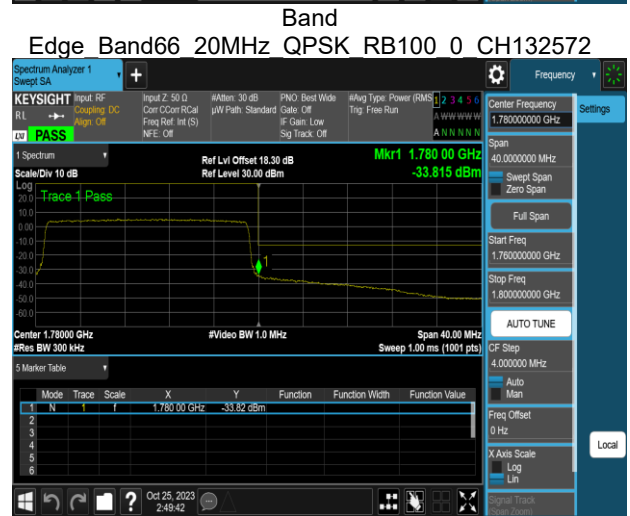 Band
Edge_Band66_20MHz_QPSK_RB100_0_CH132572
Spectrum Analyzer 1
Swept SA
Frequency
KEYSIGHT
RL
LXI PASS
Input: RF
Coupling: DC
Align: Off
Input Z: 50 Ω
Corr CCorr RCal
Freq Ref: Int (S)
NFE: Off
#Atten: 30 dB
µW Path: Standard
PNO: Best Wide
Gate: Off
IF Gain: Low
Sig Track: Off
#Avg Type: Power (RMS
Trig: Free Run
1 2 3 4 5 6
A W W W W W
A N N N N N
1 Spectrum
Scale/Div 10 dB
Ref Lvl Offset 18.30 dB
Ref Level 30.00 dBm
Mkr1 1.780 00 GHz
-33.815 dBm
Log
Trace 1 Pass
20.0
10.0
0.00
-10.0
-20.0
-30.0
-40.0
-50.0
-60.0
1
Center 1.78000 GHz
#Res BW 300 kHz
#Video BW 1.0 MHz
Span 40.00 MHz
Sweep 1.00 ms (1001 pts)
5 Marker Table
Mode Trace Scale X Y Function Function Width Function Value
1 N 1 f 1.780 00 GHz -33.82 dBm
2
3
4
5
6
Oct 25, 2023
2:49:42
Center Frequency
1.780000000 GHz
Settings
Span
40.0000000 MHz
Swept Span
Zero Span
Full Span
Start Freq
1.760000000 GHz
Stop Freq
1.800000000 GHz
AUTO TUNE
CF Step
4.000000 MHz
Auto
Man
Freq Offset
0 Hz
X Axis Scale
Log
Lin
Local
Signal Track
(Span Zoom)